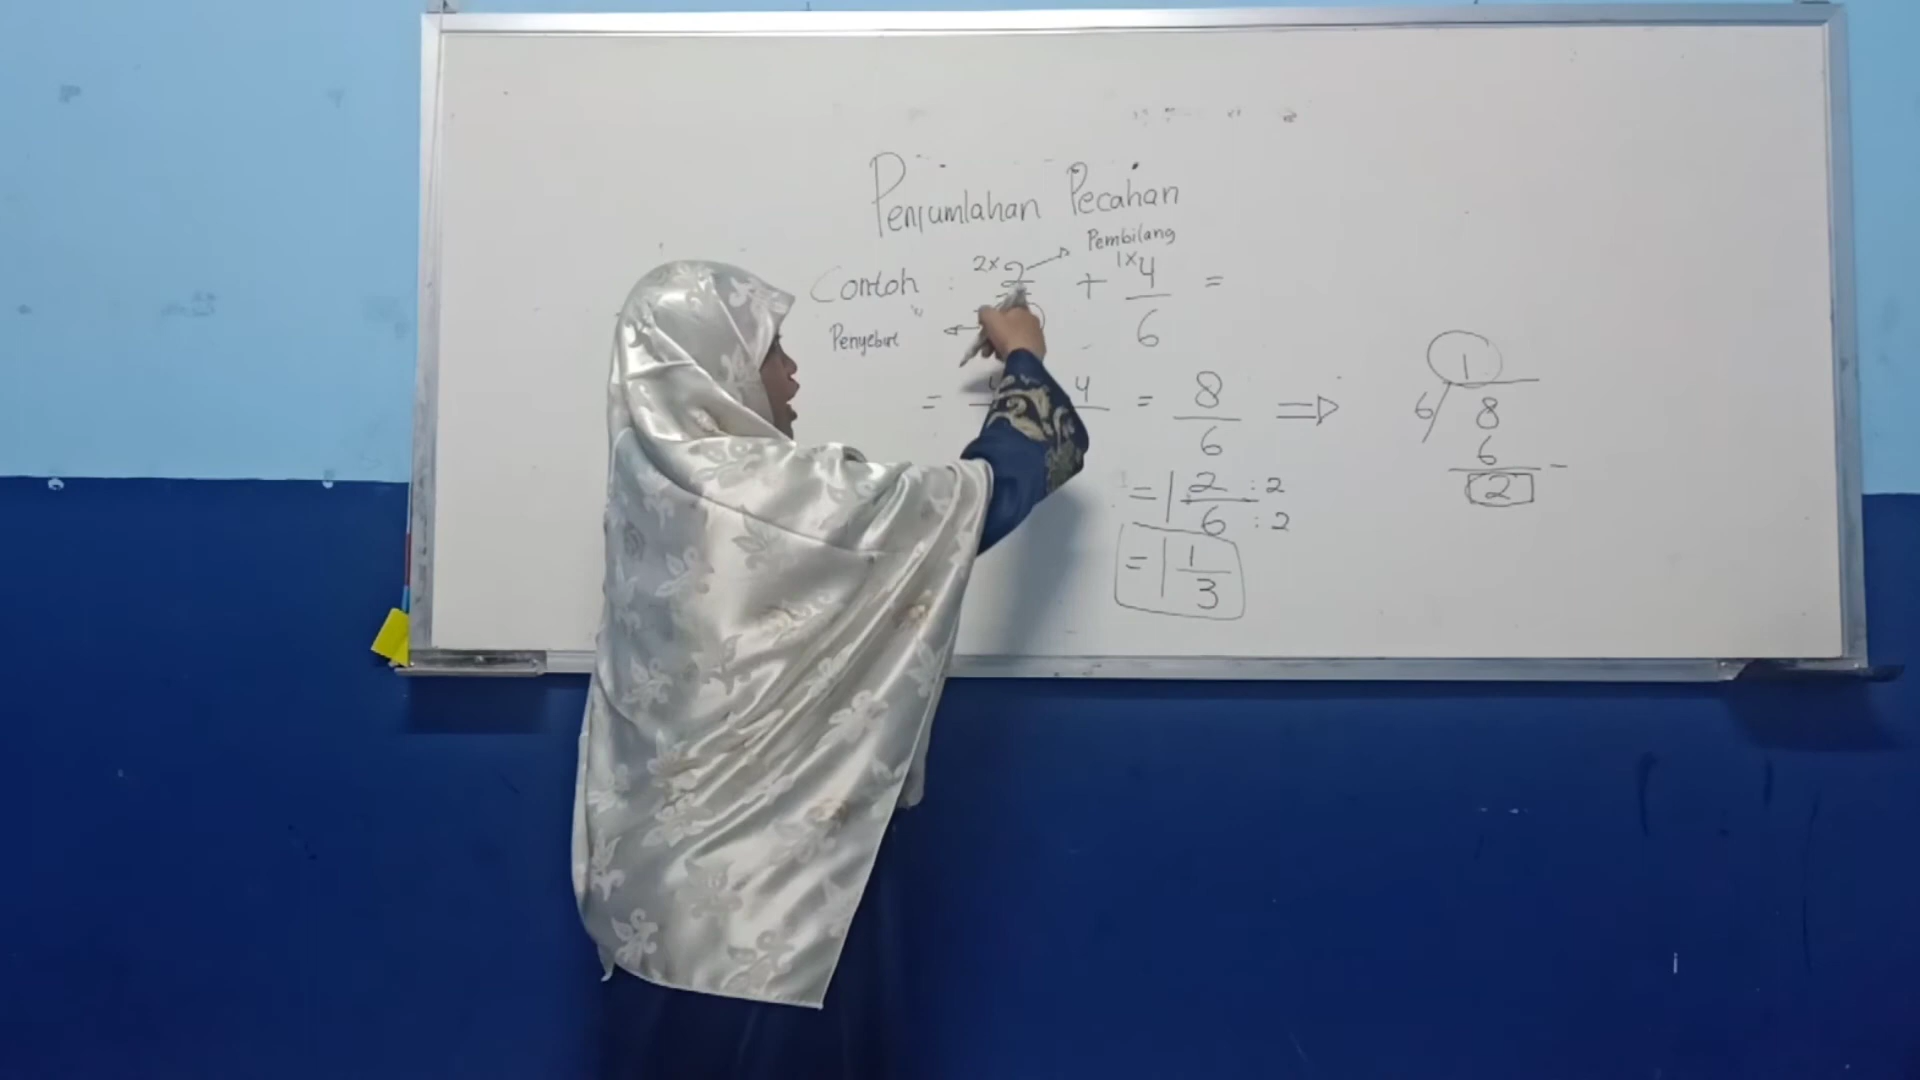 Penjumlahan Pecahan
Pembilang
Contoh : 2x 2 + 1x 4 =
Penyebut 6
= 4 4 = 8 ⇒ 1
6 6/ 8
6
= 1 2 : 2 - 2
6 : 2
= 1 1
3